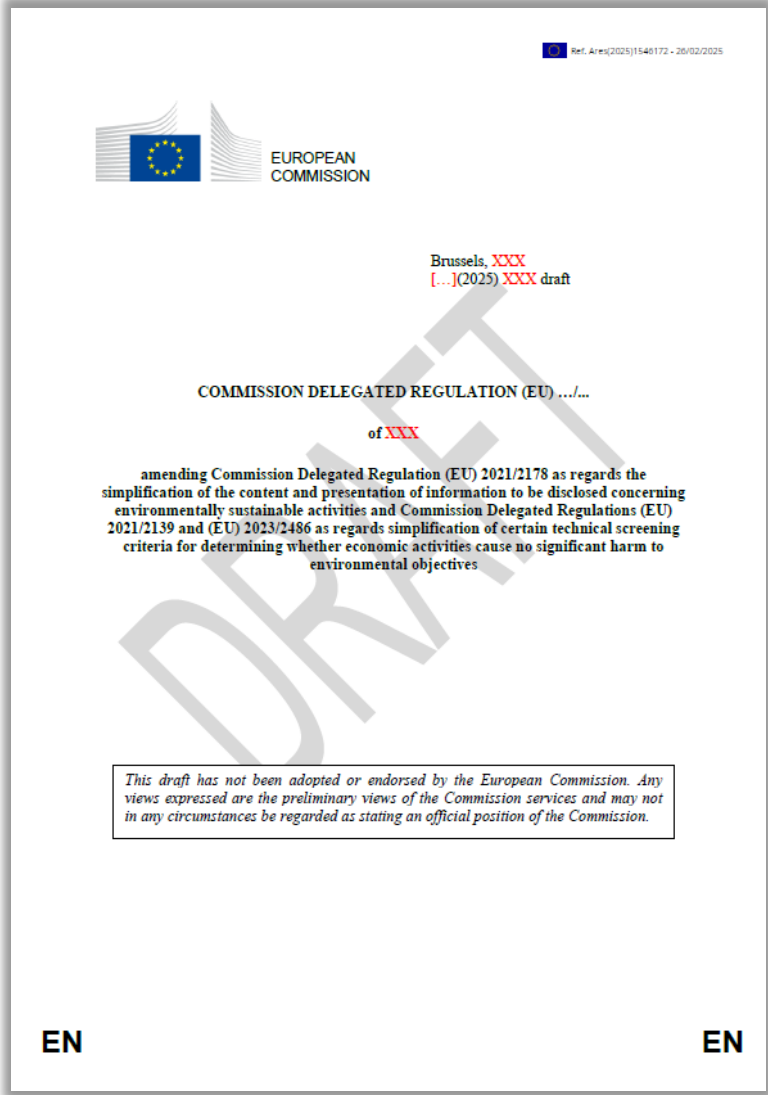 Ref. Ares(2025)1546172 - 26/02/2025
EUROPEAN
COMMISSION
Brussels, XXX
[…](2025) XXX draft
COMMISSION DELEGATED REGULATION (EU) …/...
of XXX
amending Commission Delegated Regulation (EU) 2021/2178 as regards the
simplification of the content and presentation of information to be disclosed concerning
environmentally sustainable activities and Commission Delegated Regulations (EU)
2021/2139 and (EU) 2023/2486 as regards simplification of certain technical screening
criteria for determining whether economic activities cause no significant harm to
environmental objectives
DRAFT
This draft has not been adopted or endorsed by the European Commission. Any
views expressed are the preliminary views of the Commission services and may not
in any circumstances be regarded as stating an official position of the Commission.
EN EN